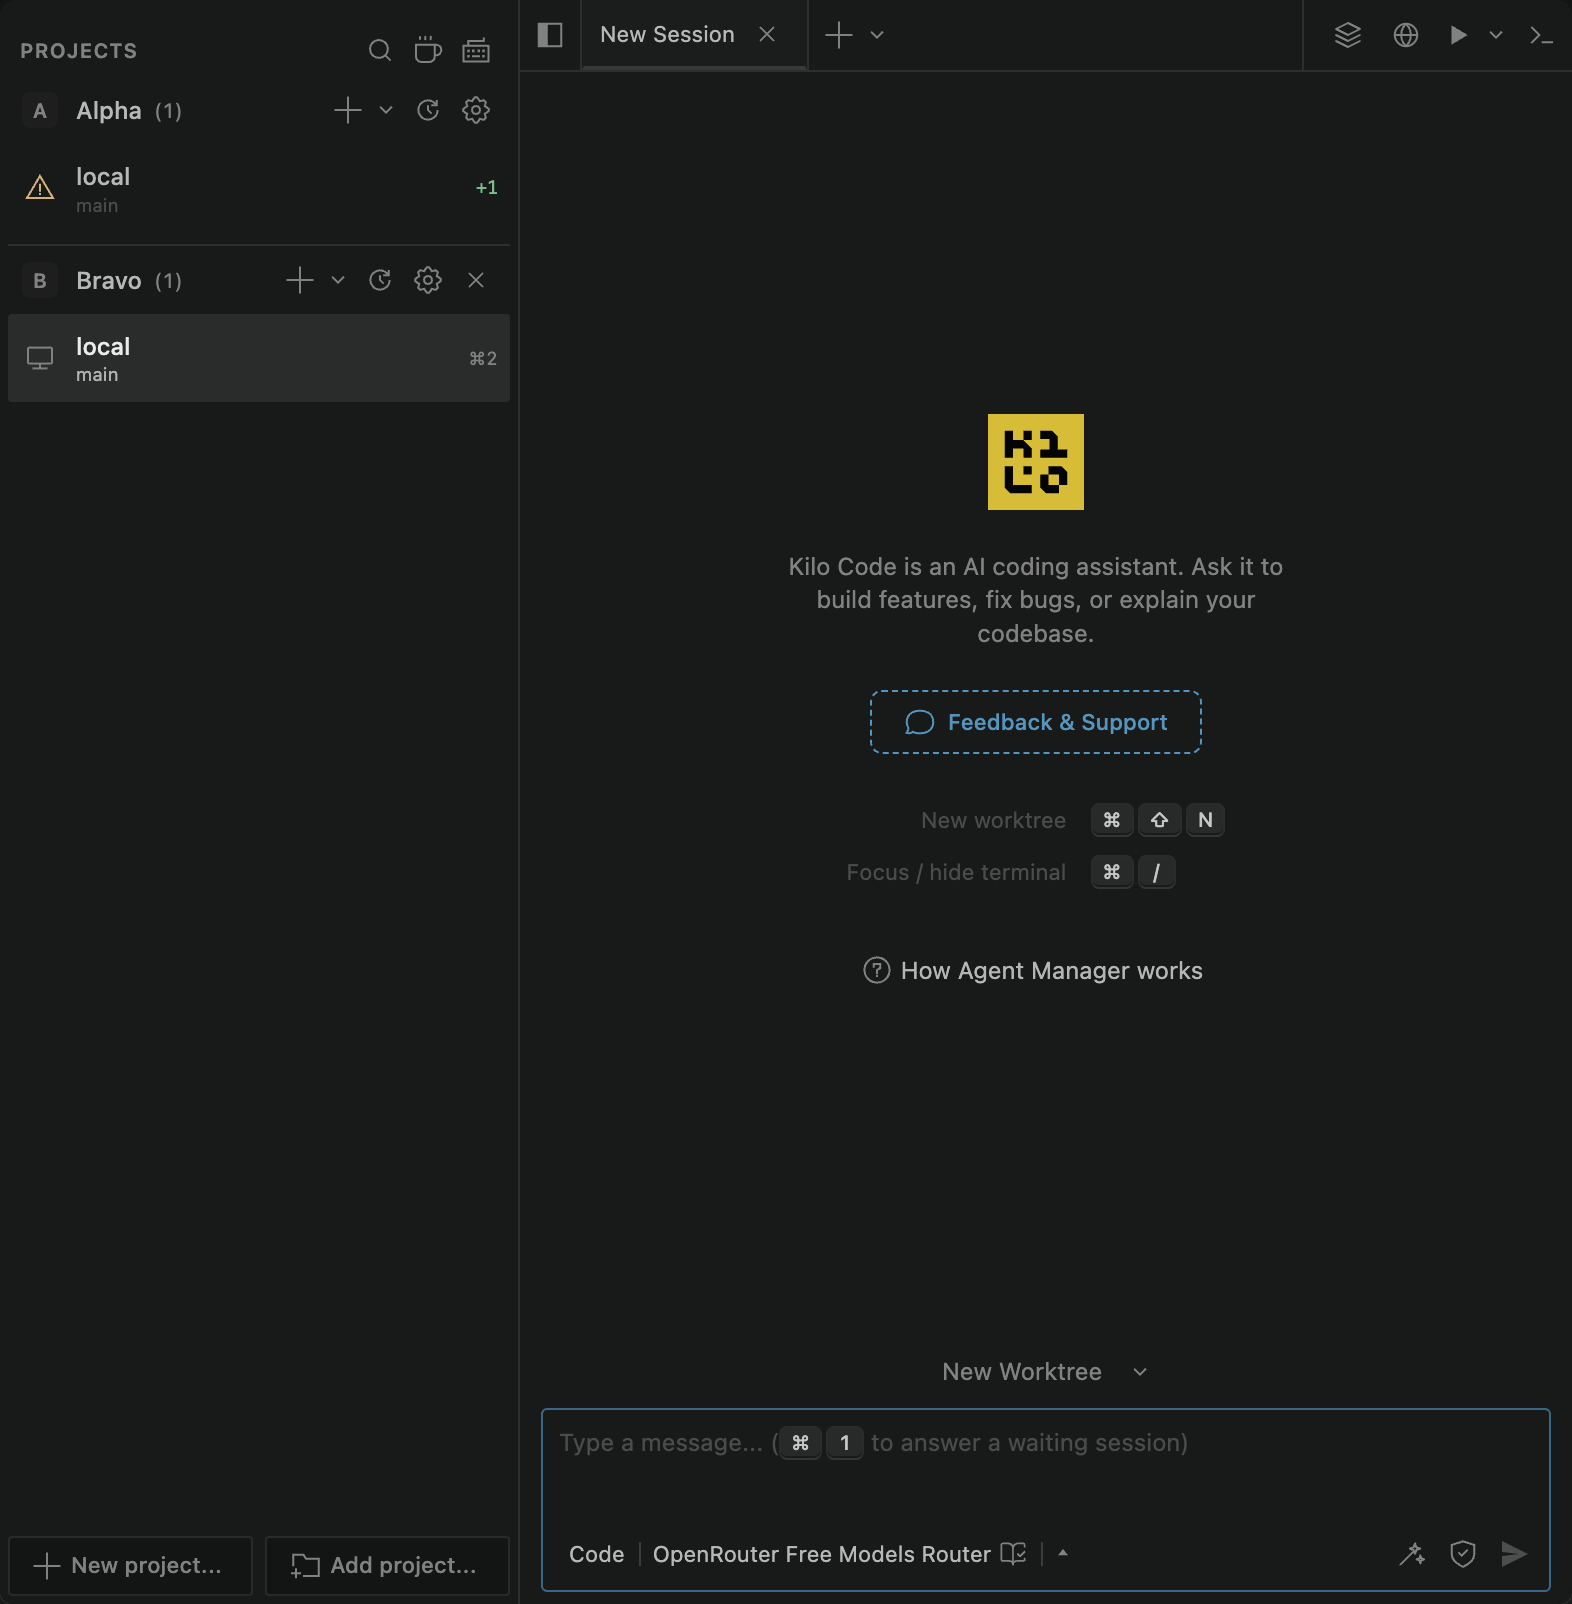 PROJECTS
A Alpha (1)
local
main
+1
B Bravo (1)
local
main
⌘2
New project...
Add project...
New Session
KILO
Kilo Code is an AI coding assistant. Ask it to
build features, fix bugs, or explain your
codebase.
Feedback & Support
New worktree ⌘ ⇧ N
Focus / hide terminal ⌘ /
? How Agent Manager works
New Worktree
Type a message... (⌘ 1 to answer a waiting session)
Code | OpenRouter Free Models Router